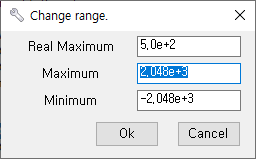 Change range.
Real Maximum 5,0e+2
Maximum 2,048e+3
Minimum -2,048e+3
Ok Cancel